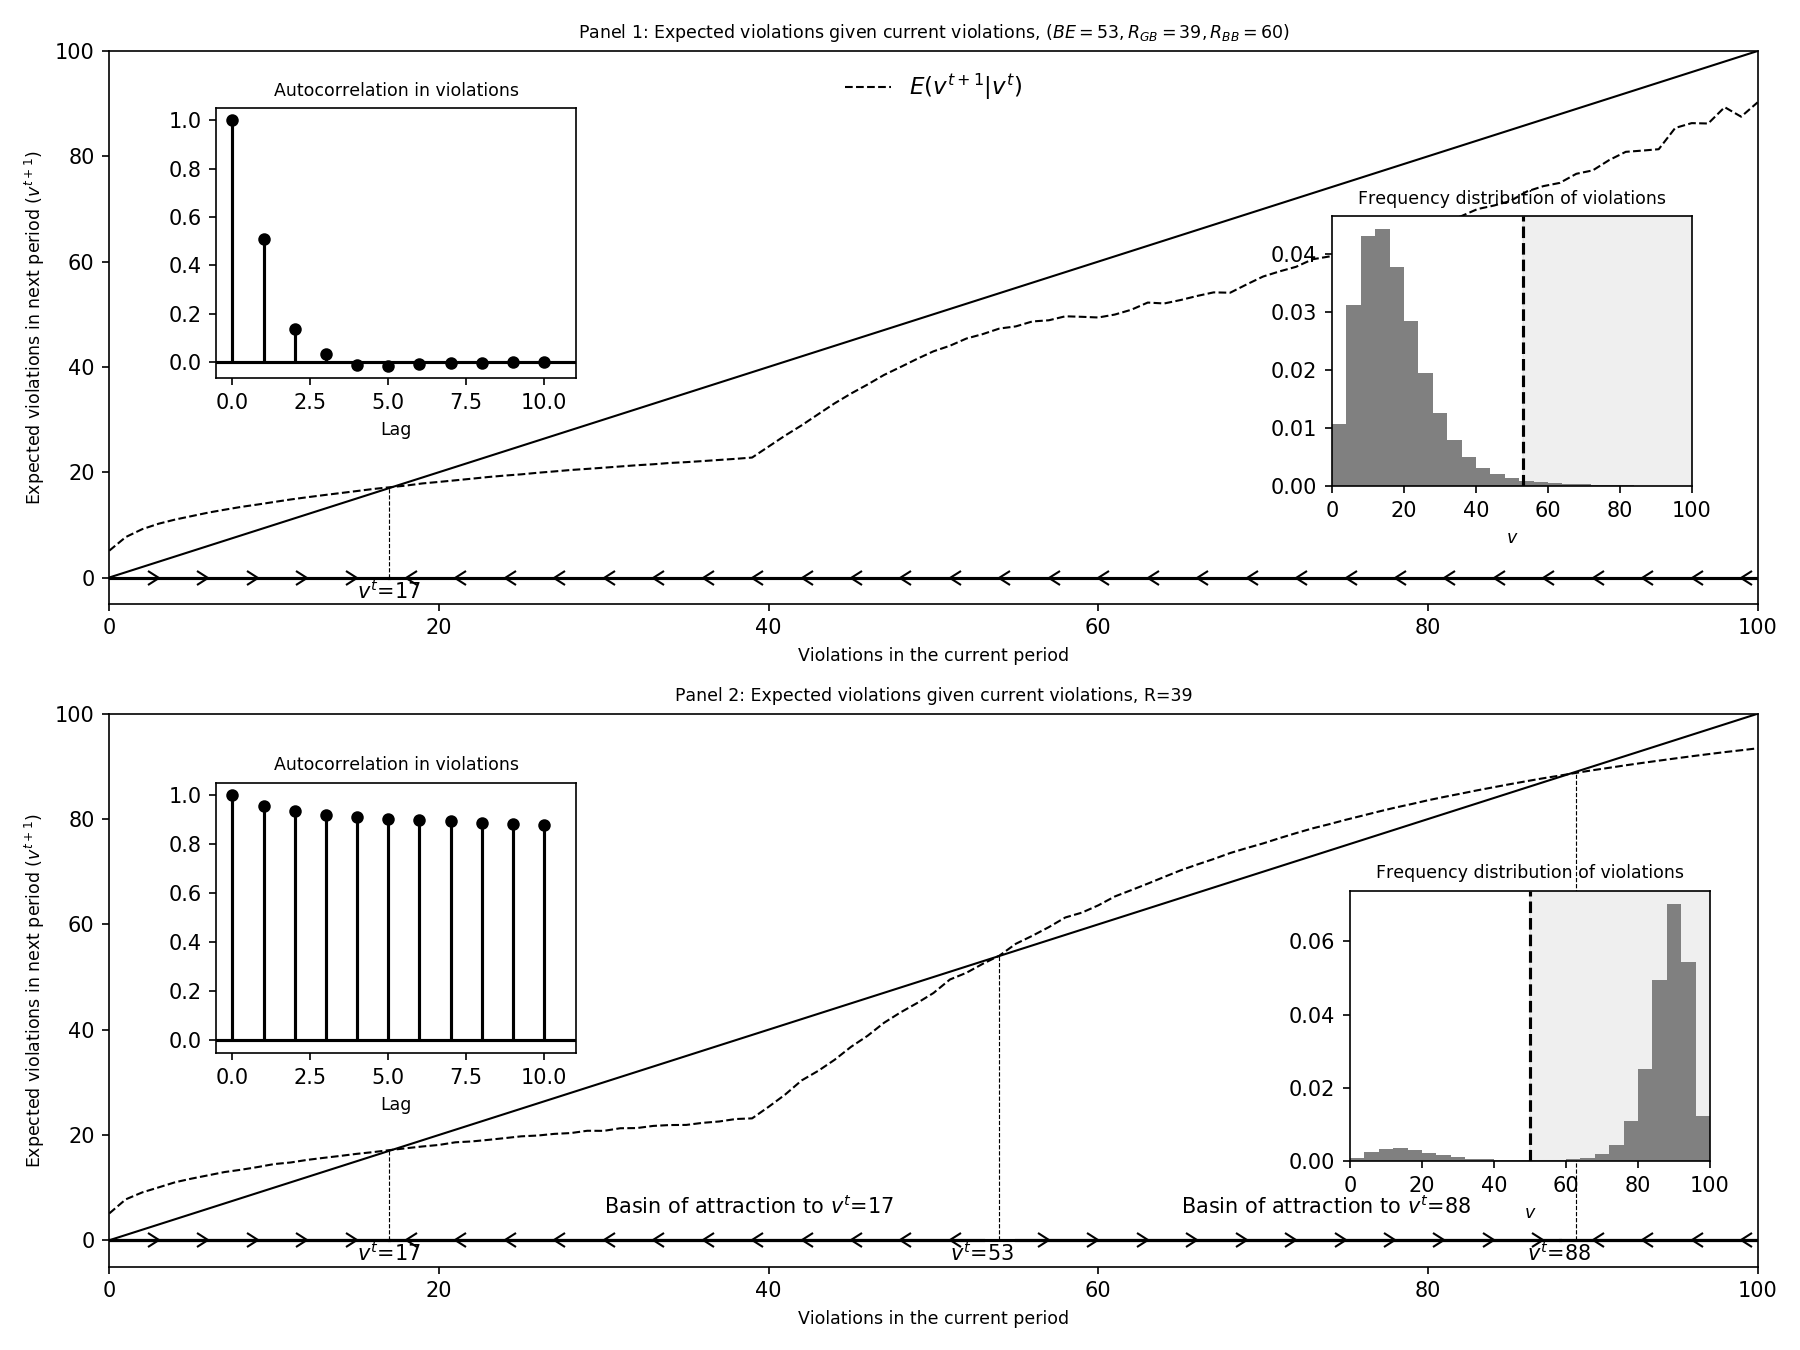 Panel 1: Expected violations given current violations, (BE = 53, R_GB = 39, R_BB = 60)
E(v^{t+1}|v^t)
Expected violations in next period (v^{t+1})
100
80
60
40
20
0
Autocorrelation in violations
1.0
0.8
0.6
0.4
0.2
0.0
0.0 2.5 5.0 7.5 10.0
Lag
Frequency distribution of violations
0.04
0.03
0.02
0.01
0.00
0 20 40 60 80 100
v
v^t=17
0 20 40 60 80 100
Violations in the current period
Panel 2: Expected violations given current violations, R=39
Expected violations in next period (v^{t+1})
100
80
60
40
20
0
Autocorrelation in violations
1.0
0.8
0.6
0.4
0.2
0.0
0.0 2.5 5.0 7.5 10.0
Lag
Frequency distribution of violations
0.06
0.04
0.02
0.00
0 20 40 60 80 100
v
Basin of attraction to v^t=17
Basin of attraction to v^t=88
v^t=17
v^t=53
v^t=88
0 20 40 60 80 100
Violations in the current period